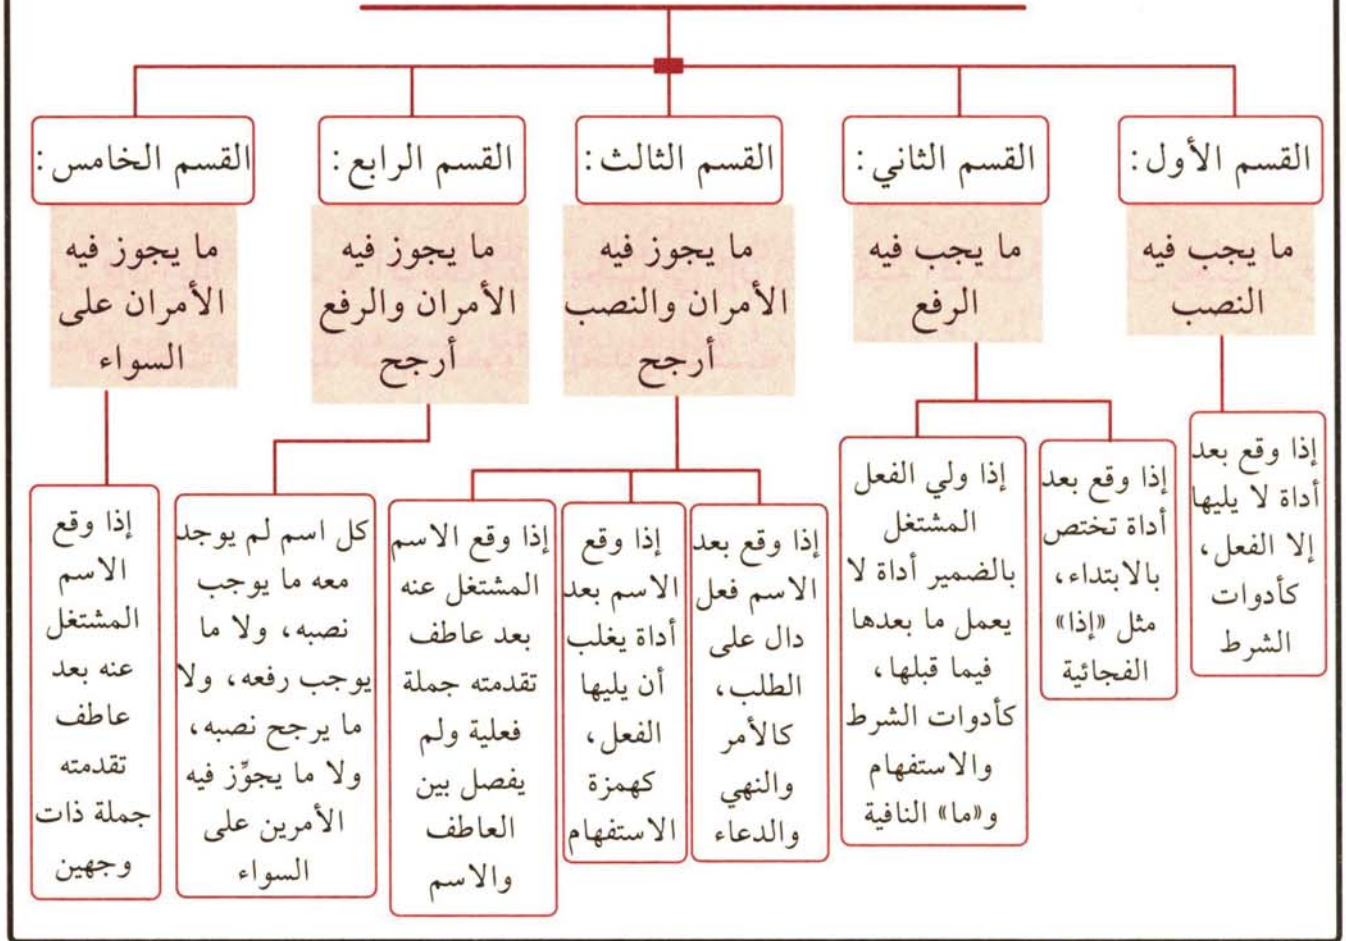 القسم الأول:
ما يجب فيه
النصب
إذا وقع بعد
أداة لا يليها
إلا الفعل،
كأدوات
الشرط
القسم الثاني:
ما يجب فيه
الرفع
إذا وقع بعد
أداة تختص
بالابتداء،
مثل «إذا»
الفجائية
إذا ولي الفعل
المشتغل
بالضمير أداة لا
يعمل ما بعدها
فيما قبلها،
كأدوات الشرط
والاستفهام
و«ما» النافية
القسم الثالث:
ما يجوز فيه
الأمران والنصب
أرجح
إذا وقع بعد
الاسم فعل
دال على
الطلب،
كالأمر
والنهي
والدعاء
إذا وقع
الاسم بعد
أداة يغلب
أن يليها
الفعل،
كهمزة
الاستفهام
إذا وقع الاسم
المشتغل عنه
بعد عاطف
تقدمته جملة
فعلية ولم
يفصل بين
العاطف
والاسم
القسم الرابع:
ما يجوز فيه
الأمران والرفع
أرجح
كل اسم لم يوجد
معه ما يوجب
نصبه، ولا ما
يوجب رفعه، ولا
ما يرجح نصبه،
ولا ما يجوِّز فيه
الأمرين على
السواء
القسم الخامس:
ما يجوز فيه
الأمران على
السواء
إذا وقع
الاسم
المشتغل
عنه بعد
عاطف
تقدمته
جملة ذات
وجهين